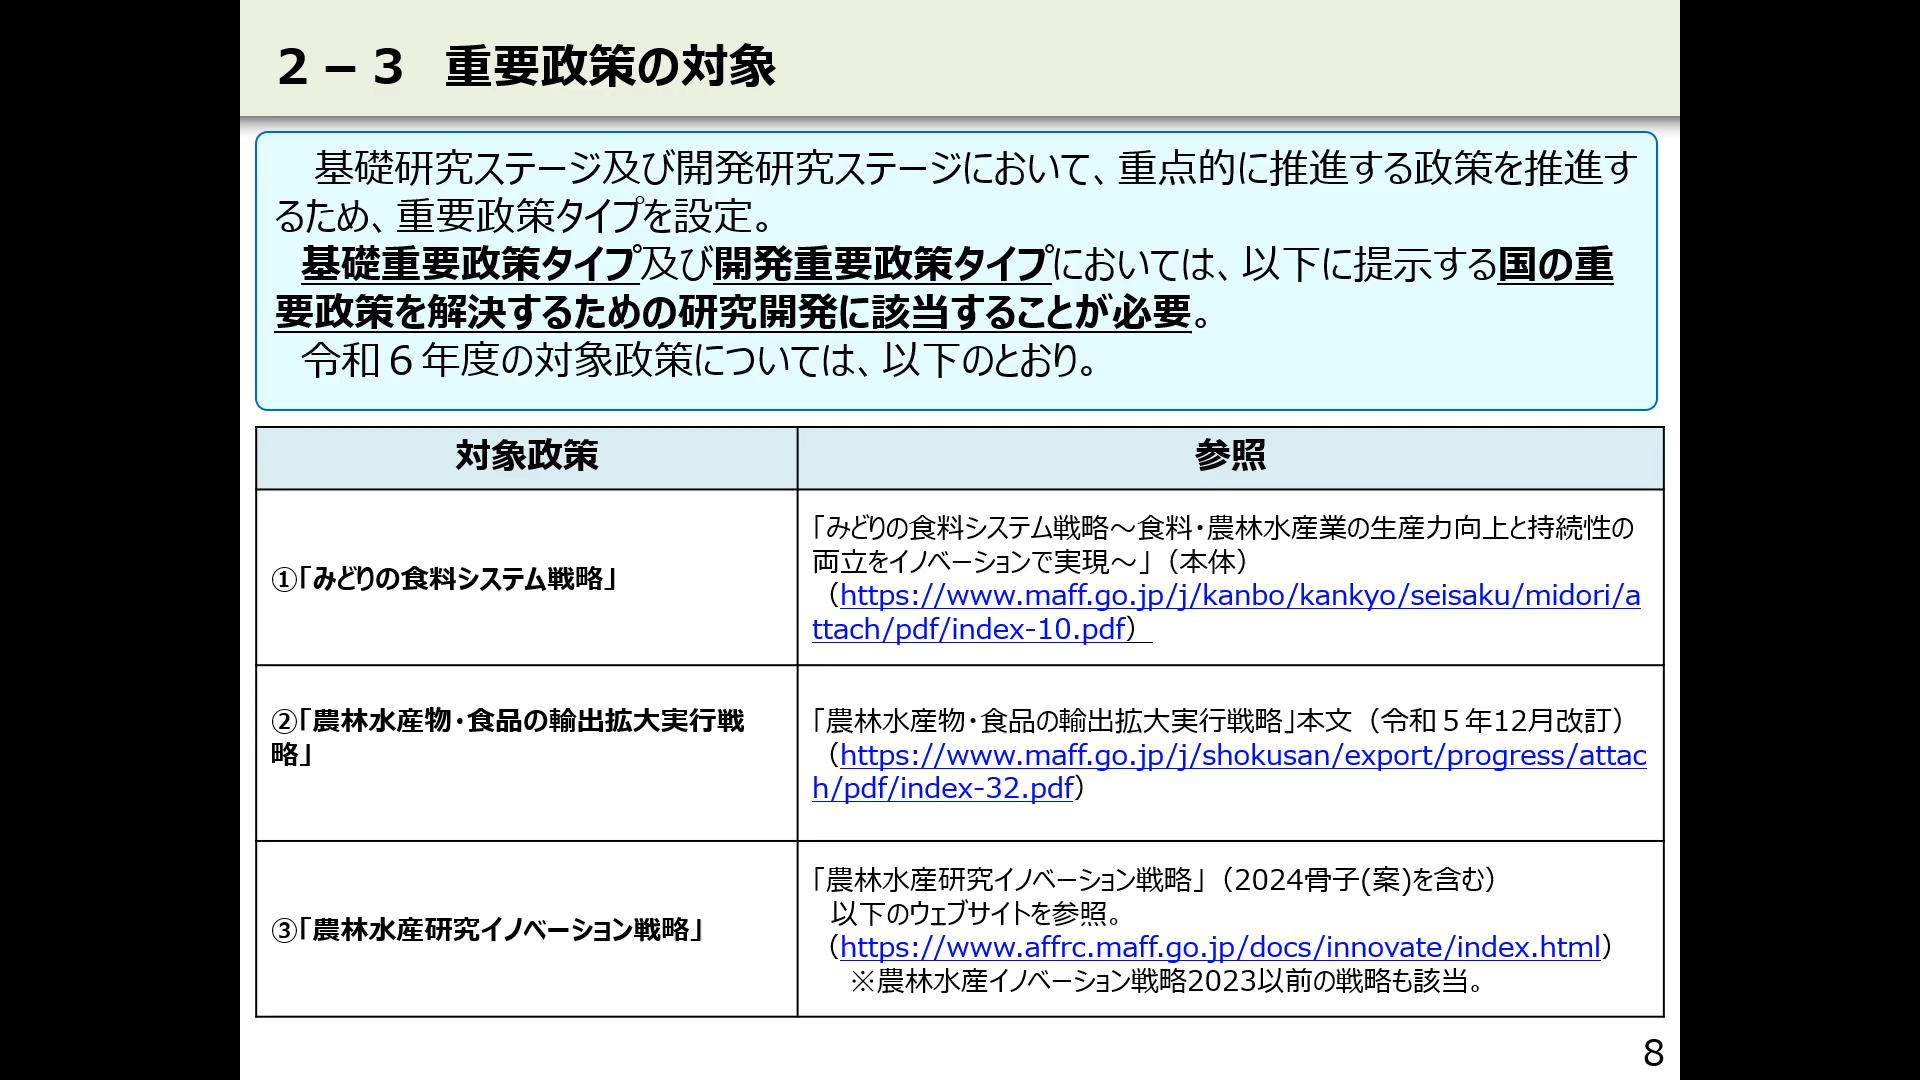 ２－３　重要政策の対象
基礎研究ステージ及び開発研究ステージにおいて、重点的に推進する政策を推進す
るため、重要政策タイプを設定。
基礎重要政策タイプ及び開発重要政策タイプにおいては、以下に提示する国の重
要政策を解決するための研究開発に該当することが必要。
令和６年度の対象政策については、以下のとおり。
対象政策
参照
①「みどりの食料システム戦略」
「みどりの食料システム戦略～食料・農林水産業の生産力向上と持続性の
両立をイノベーションで実現～」（本体）
（https://www.maff.go.jp/j/kanbo/kankyo/seisaku/midori/a
ttach/pdf/index-10.pdf）
②「農林水産物・食品の輸出拡大実行戦
略」
「農林水産物・食品の輸出拡大実行戦略」本文（令和５年12月改訂）
（https://www.maff.go.jp/j/shokusan/export/progress/attac
h/pdf/index-32.pdf）
③「農林水産研究イノベーション戦略」
「農林水産研究イノベーション戦略」（2024骨子(案)を含む）
以下のウェブサイトを参照。
（https://www.affrc.maff.go.jp/docs/innovate/index.html）
※農林水産イノベーション戦略2023以前の戦略も該当。
8